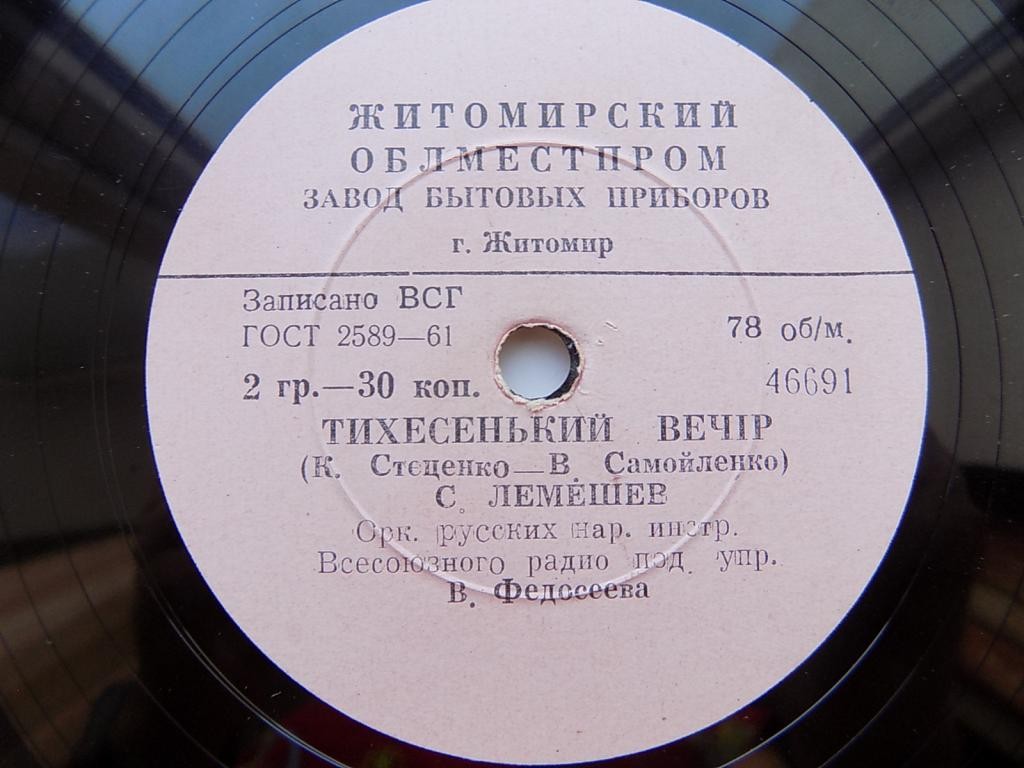 ЖИТОМИРСКИЙ
ОБЛМЕСТПРОМ
ЗАВОД БЫТОВЫХ ПРИБОРОВ
г. Житомир
Записано ВСГ
ГОСТ 2589—61
78 об/м.
2 гр.—30 коп.
46691
ТИХЕСЕНЬКИЙ ВЕЧІР
(К. Стеценко—В Самойленко)
С. ЛЕМЕШЕВ
Орк. русских нар. инстр.
Всесоюзного радио под. упр.
В. Федосеева